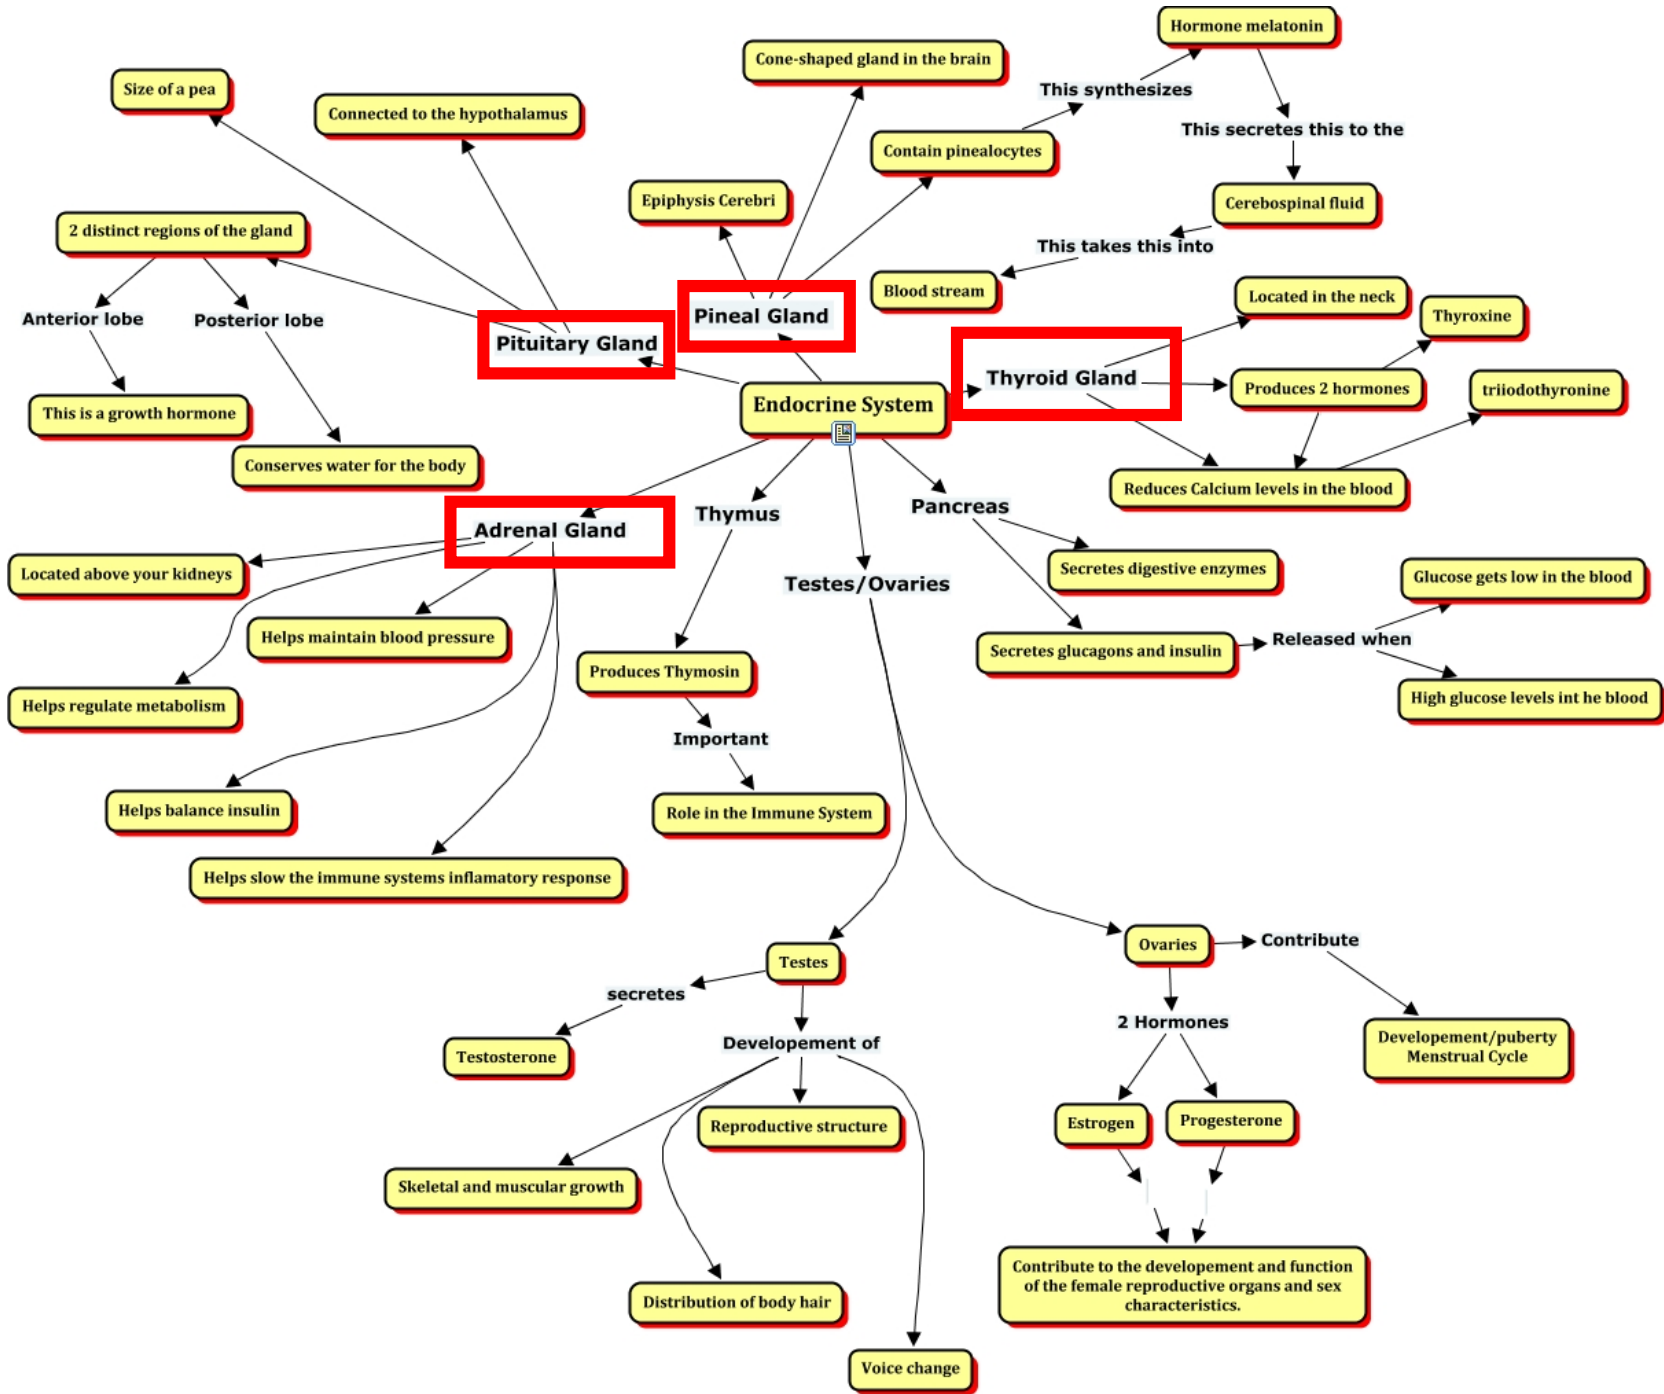 Hormone melatonin
Cone-shaped gland in the brain
Size of a pea
This synthesizes
Connected to the hypothalamus
This secretes this to the
Contain pinealocytes
Epiphysis Cerebri
Cerebospinal fluid
2 distinct regions of the gland
This takes this into
Blood stream
Located in the neck
Anterior lobe
Posterior lobe
Pineal Gland
Thyroxine
Pituitary Gland
Thyroid Gland
Produces 2 hormones
triiodothyronine
Endocrine System
This is a growth hormone
Conserves water for the body
Reduces Calcium levels in the blood
Adrenal Gland
Thymus
Pancreas
Located above your kidneys
Secretes digestive enzymes
Glucose gets low in the blood
Testes/Ovaries
Helps maintain blood pressure
Secretes glucagons and insulin
Released when
Produces Thymosin
Helps regulate metabolism
High glucose levels int he blood
Important
Helps balance insulin
Role in the Immune System
Helps slow the immune systems inflamatory response
Ovaries
Contribute
Testes
secretes
2 Hormones
Developement of
Testosterone
Developement/puberty
Menstrual Cycle
Reproductive structure
Estrogen
Progesterone
Skeletal and muscular growth
Contribute to the developement and function
of the female reproductive organs and sex
characteristics.
Distribution of body hair
Voice change